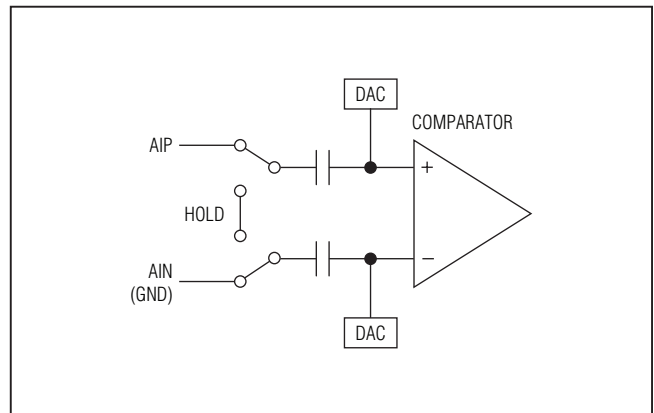 DAC
COMPARATOR
AIP
+
HOLD
AIN
(GND)
−
DAC